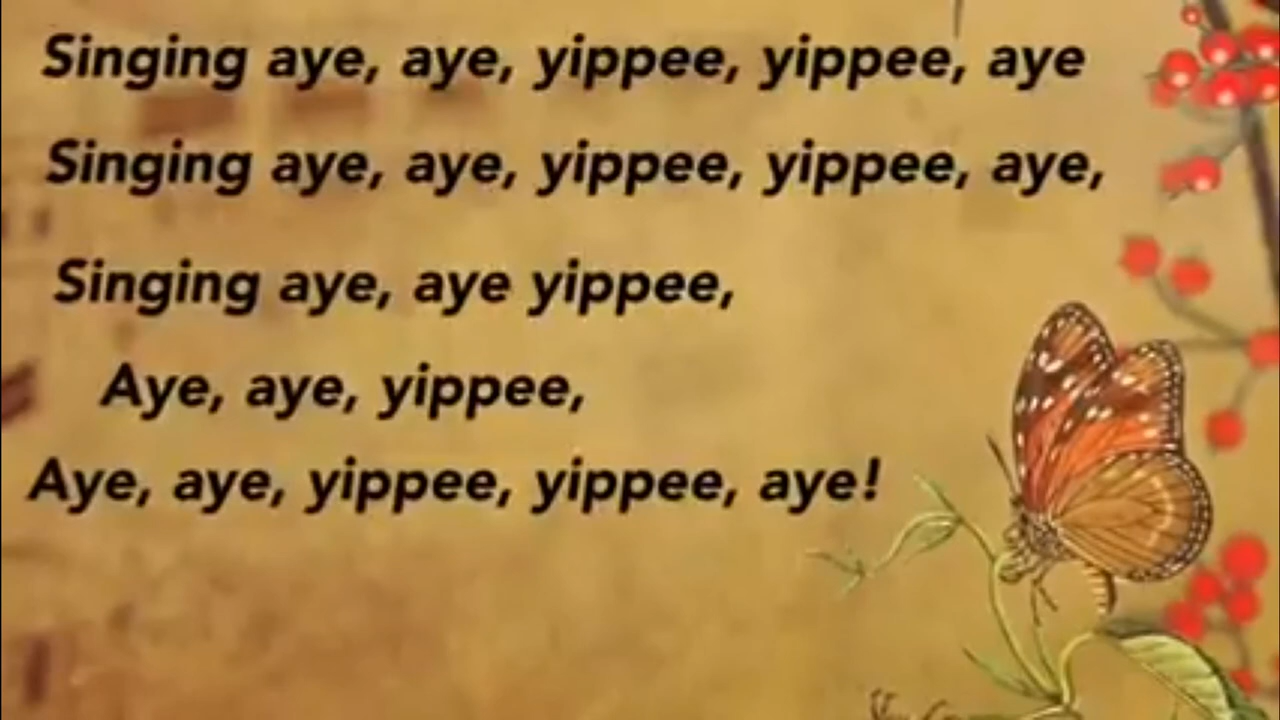 Singing aye, aye, yippee, yippee, aye
Singing aye, aye, yippee, yippee, aye,
Singing aye, aye yippee,
Aye, aye, yippee,
Aye, aye, yippee, yippee, aye!